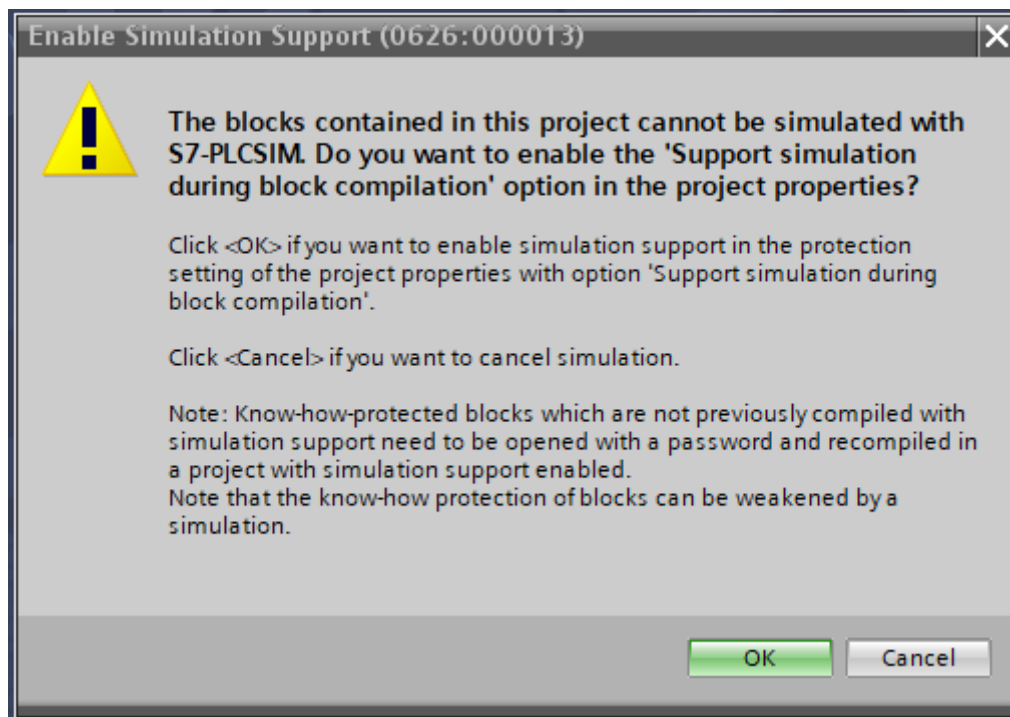 Enable Simulation Support (0626:000013)
The blocks contained in this project cannot be simulated with
S7-PLCSIM. Do you want to enable the 'Support simulation
during block compilation' option in the project properties?
Click <OK> if you want to enable simulation support in the protection
setting of the project properties with option 'Support simulation during
block compilation'.
Click <Cancel> if you want to cancel simulation.
Note: Know-how-protected blocks which are not previously compiled with
simulation support need to be opened with a password and recompiled in
a project with simulation support enabled.
Note that the know-how protection of blocks can be weakened by a
simulation.
OK Cancel